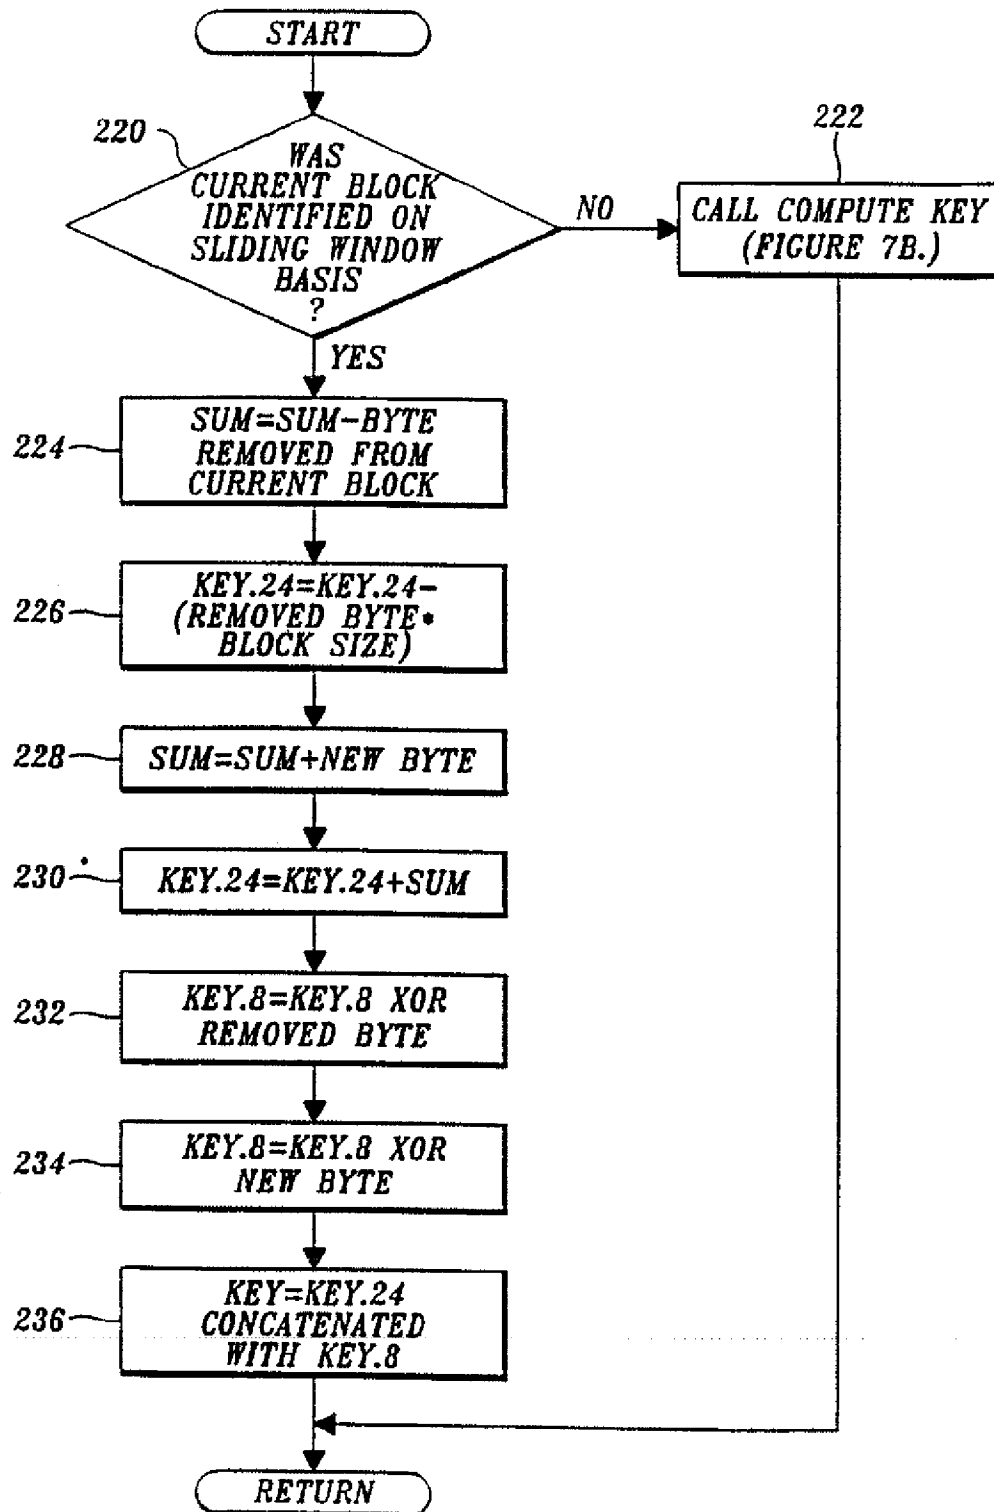 START
220
WAS
CURRENT BLOCK
IDENTIFIED ON
SLIDING WINDOW
BASIS
?
NO
222
CALL COMPUTE KEY
(FIGURE 7B.)
YES
224
SUM=SUM-BYTE
REMOVED FROM
CURRENT BLOCK
226
KEY.24=KEY.24-
(REMOVED BYTE*
BLOCK SIZE)
228
SUM=SUM+NEW BYTE
230
KEY.24=KEY.24+SUM
232
KEY.8=KEY.8 XOR
REMOVED BYTE
234
KEY.8=KEY.8 XOR
NEW BYTE
236
KEY=KEY.24
CONCATENATED
WITH KEY.8
RETURN